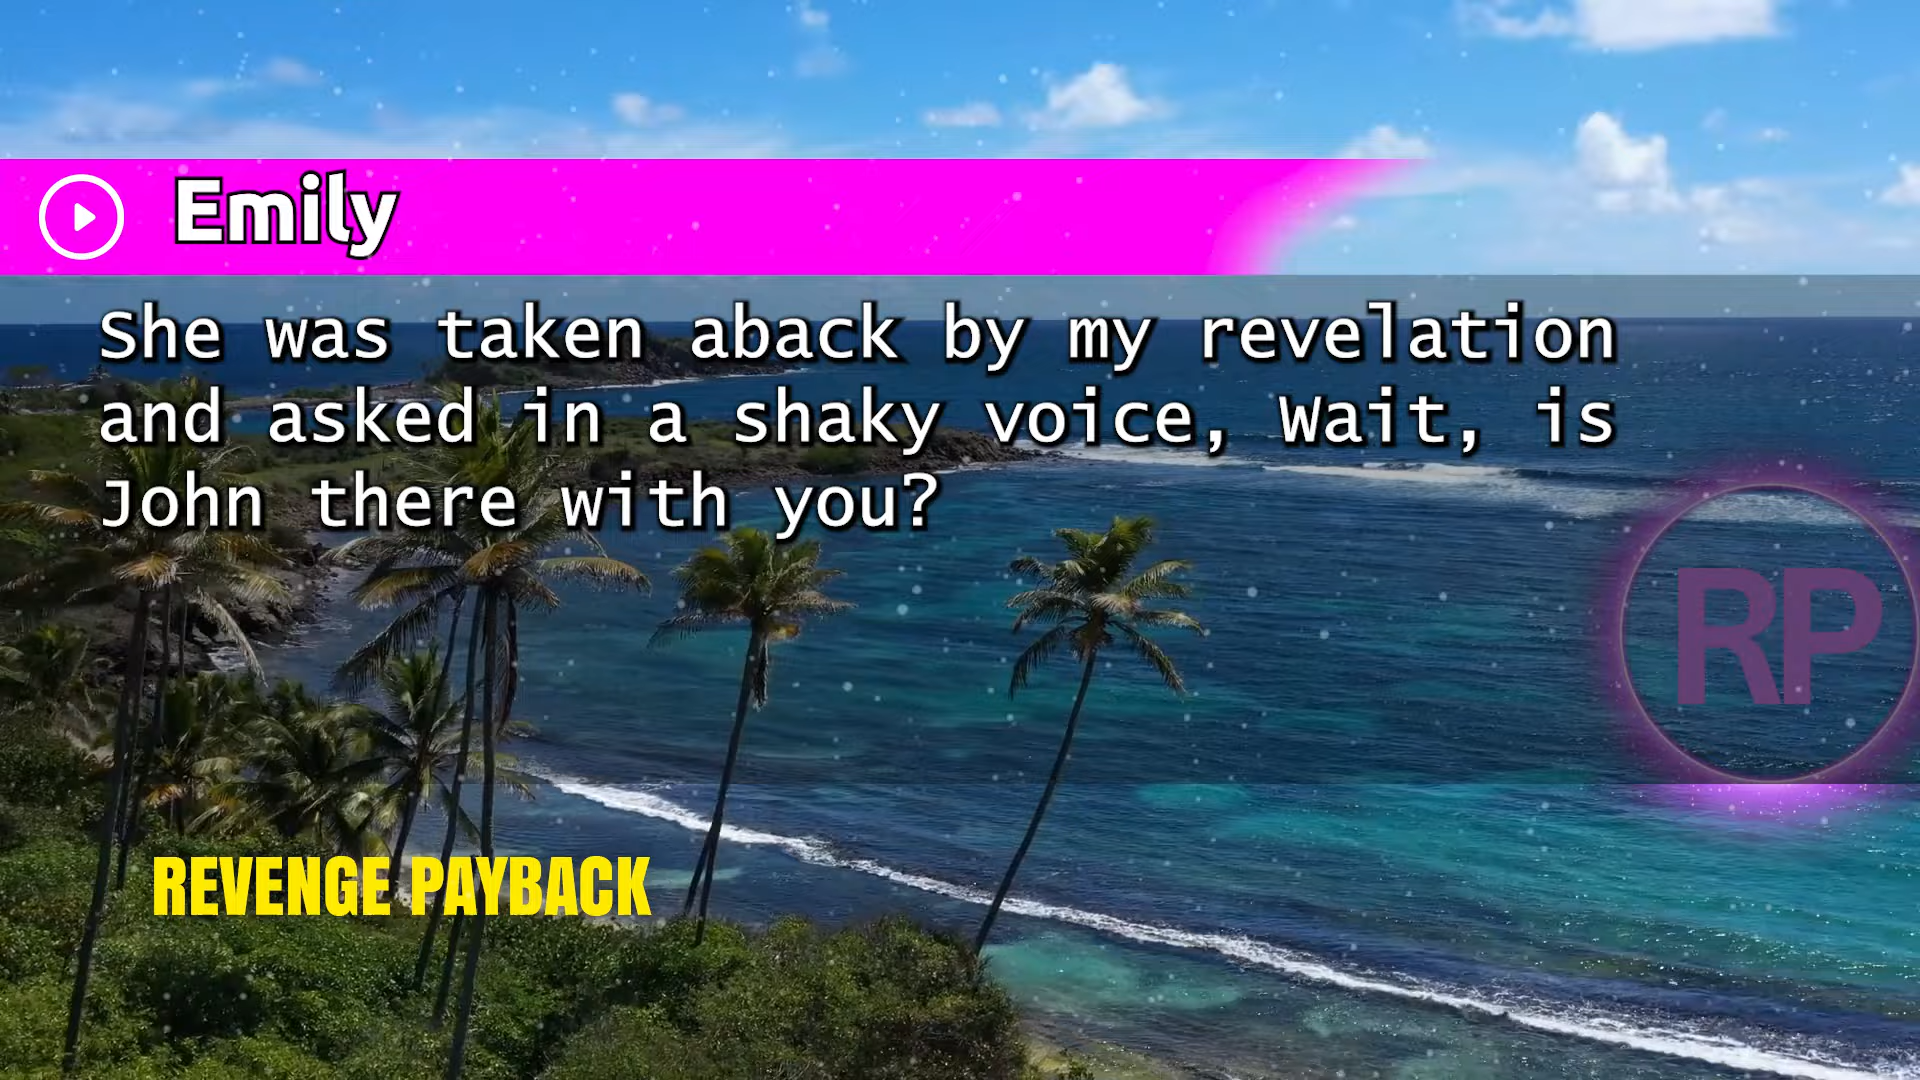 Emily
She was taken aback by my revelation
and asked in a shaky voice, Wait, is
John there with you?
RP
REVENGE PAYBACK